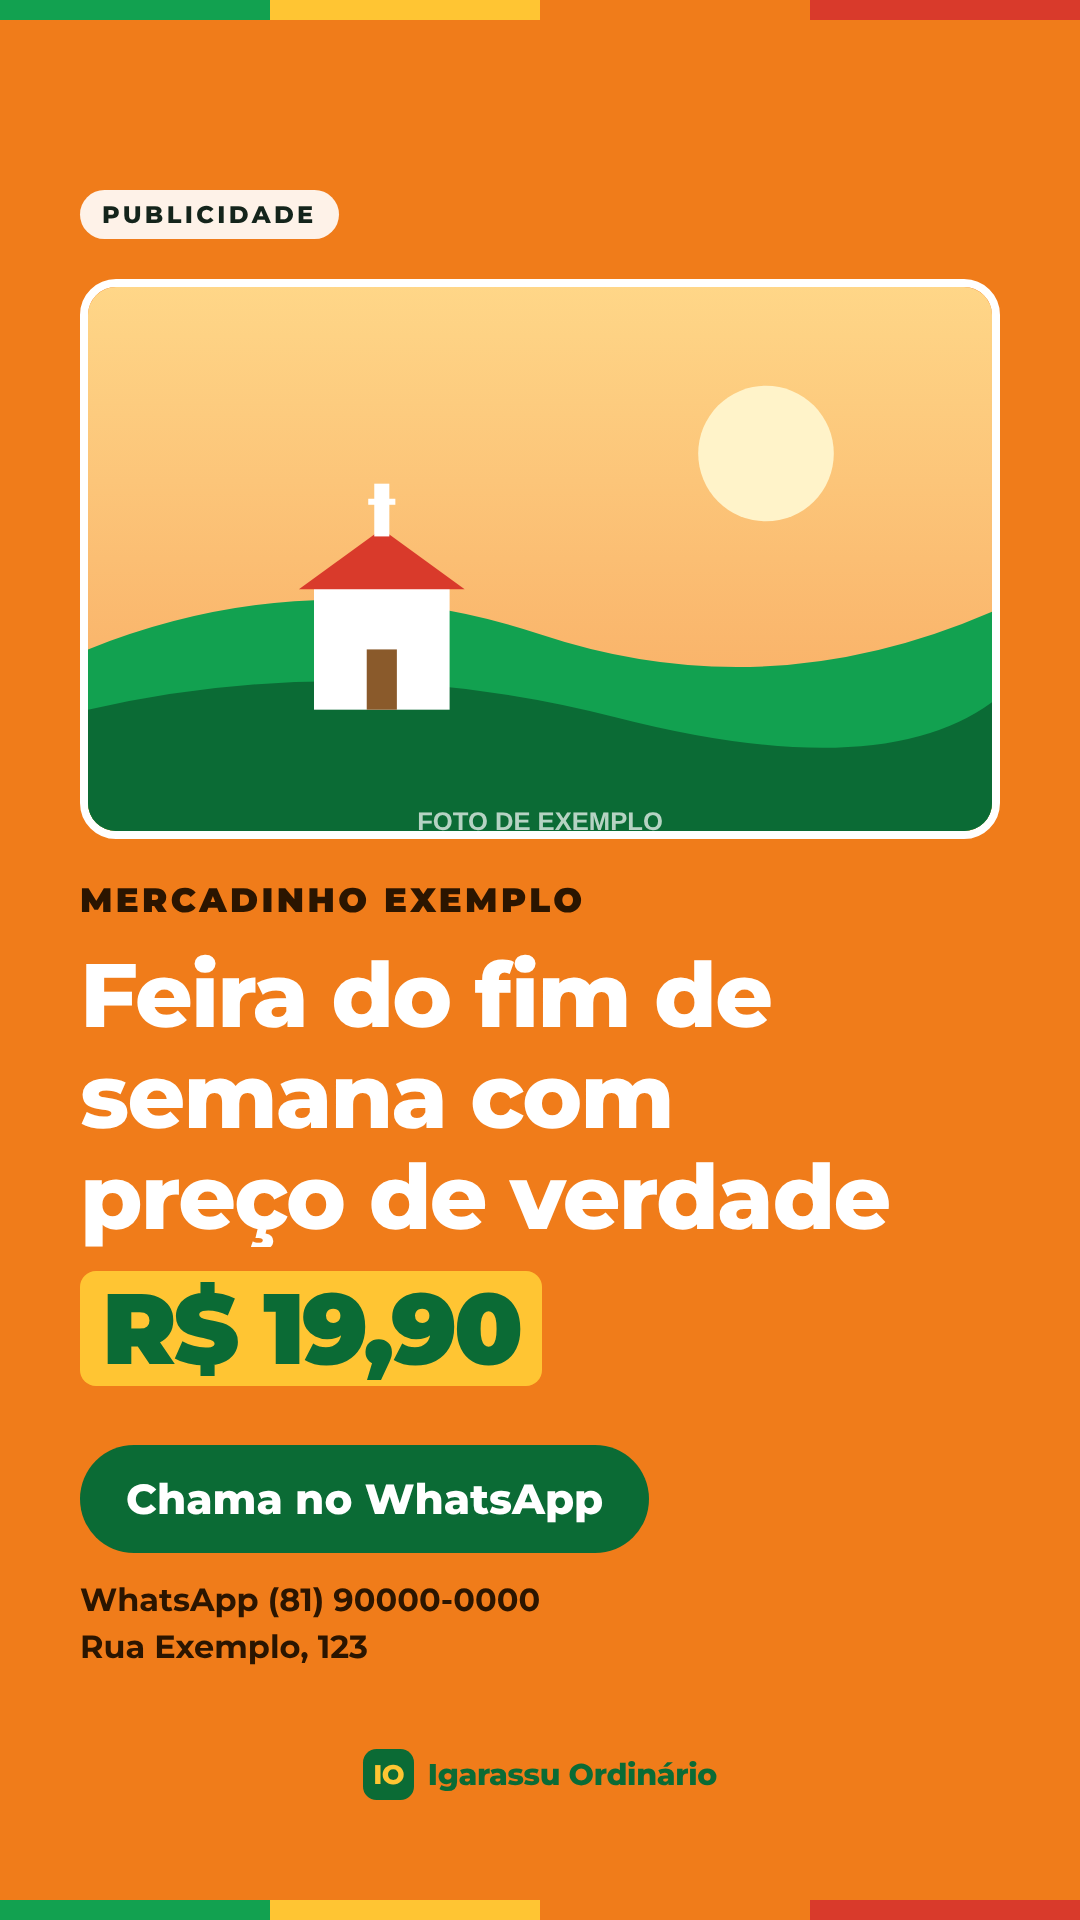 PUBLICIDADE
FOTO DE EXEMPLO
MERCADINHO EXEMPLO
Feira do fim de
semana com
preço de verdade
R$ 19,90
Chama no WhatsApp
WhatsApp (81) 90000-0000
Rua Exemplo, 123
IO Igarassu Ordinário